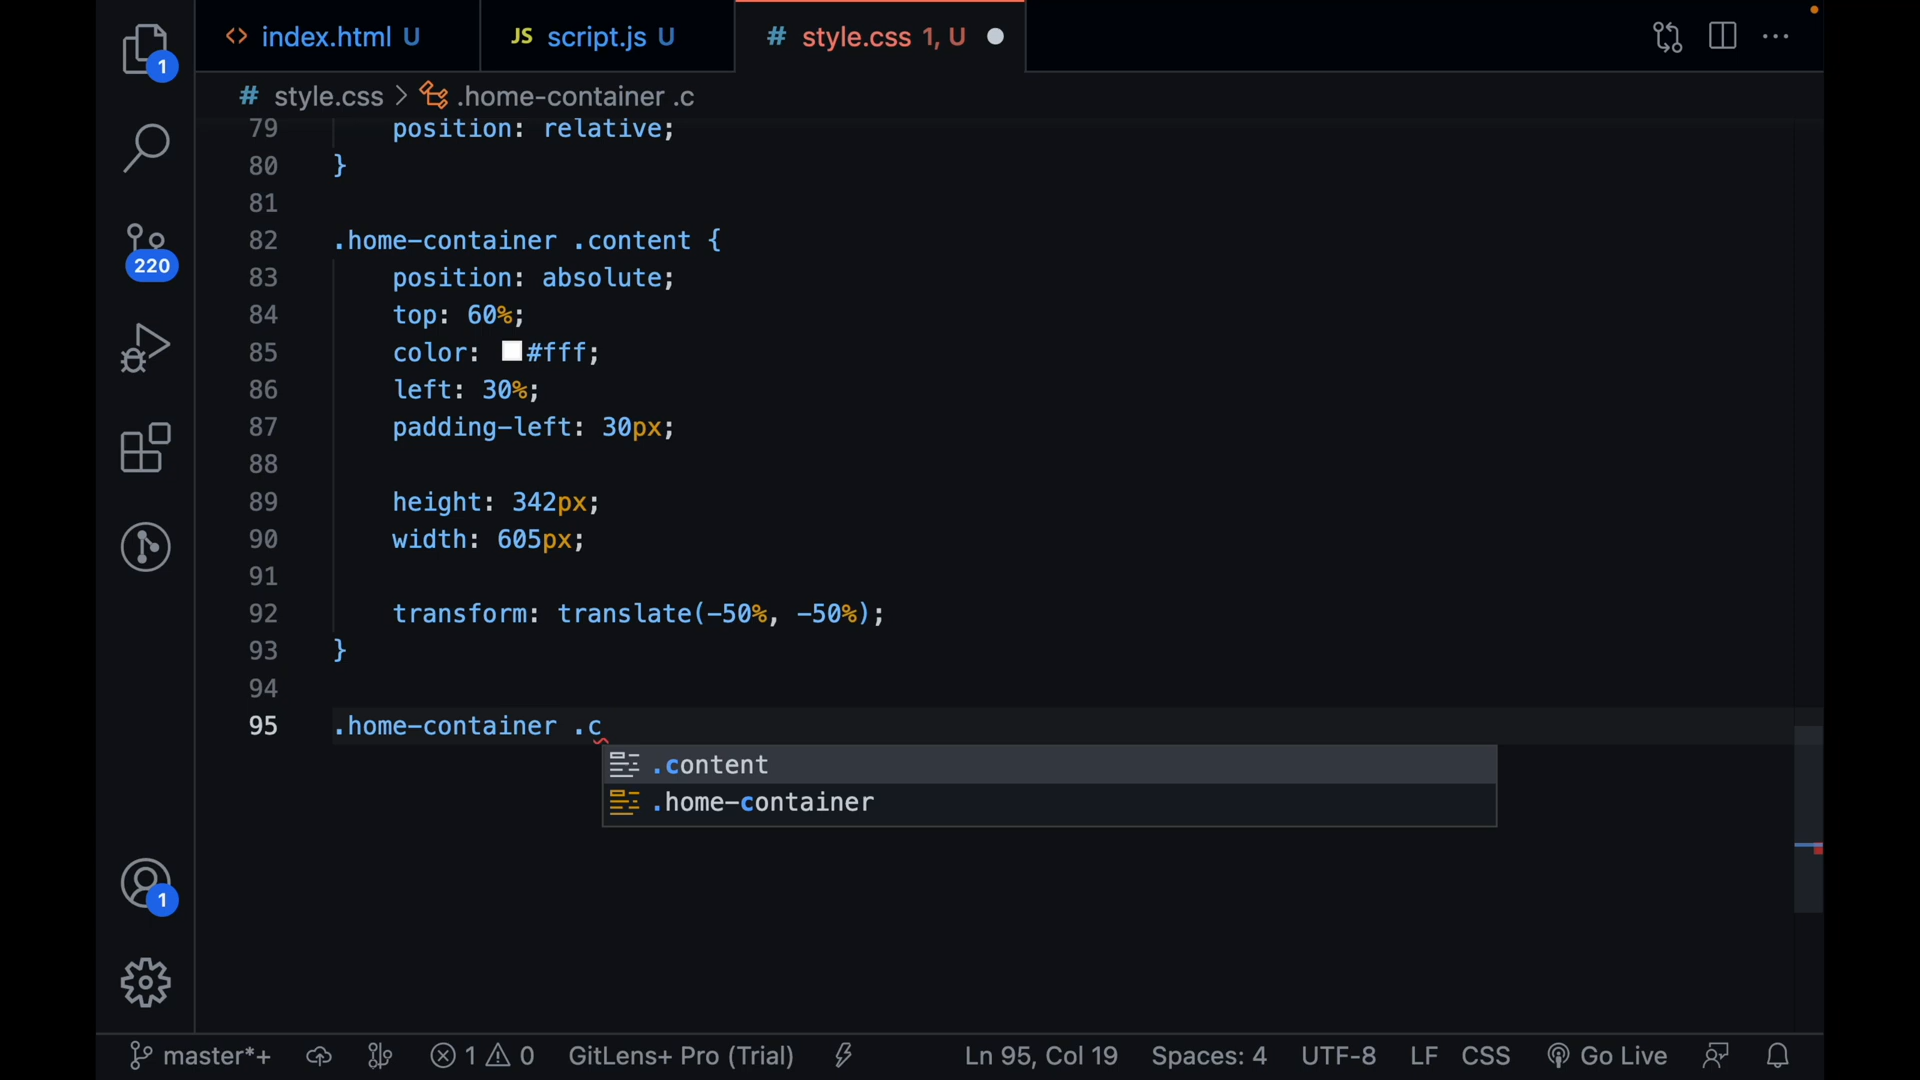 index.html U
JS script.js U
# style.css 1, U
1
# style.css > .home-container .c
79 position: relative;
80 }
81
82 .home-container .content {
83 position: absolute;
84 top: 60%;
85 color: #fff;
86 left: 30%;
87 padding-left: 30px;
88
89 height: 342px;
90 width: 605px;
91
92 transform: translate(-50%, -50%);
93 }
94
95 .home-container .c
.content
.home-container
220
1
master*+ 1 0 GitLens+ Pro (Trial) Ln 95, Col 19 Spaces: 4 UTF-8 LF CSS Go Live